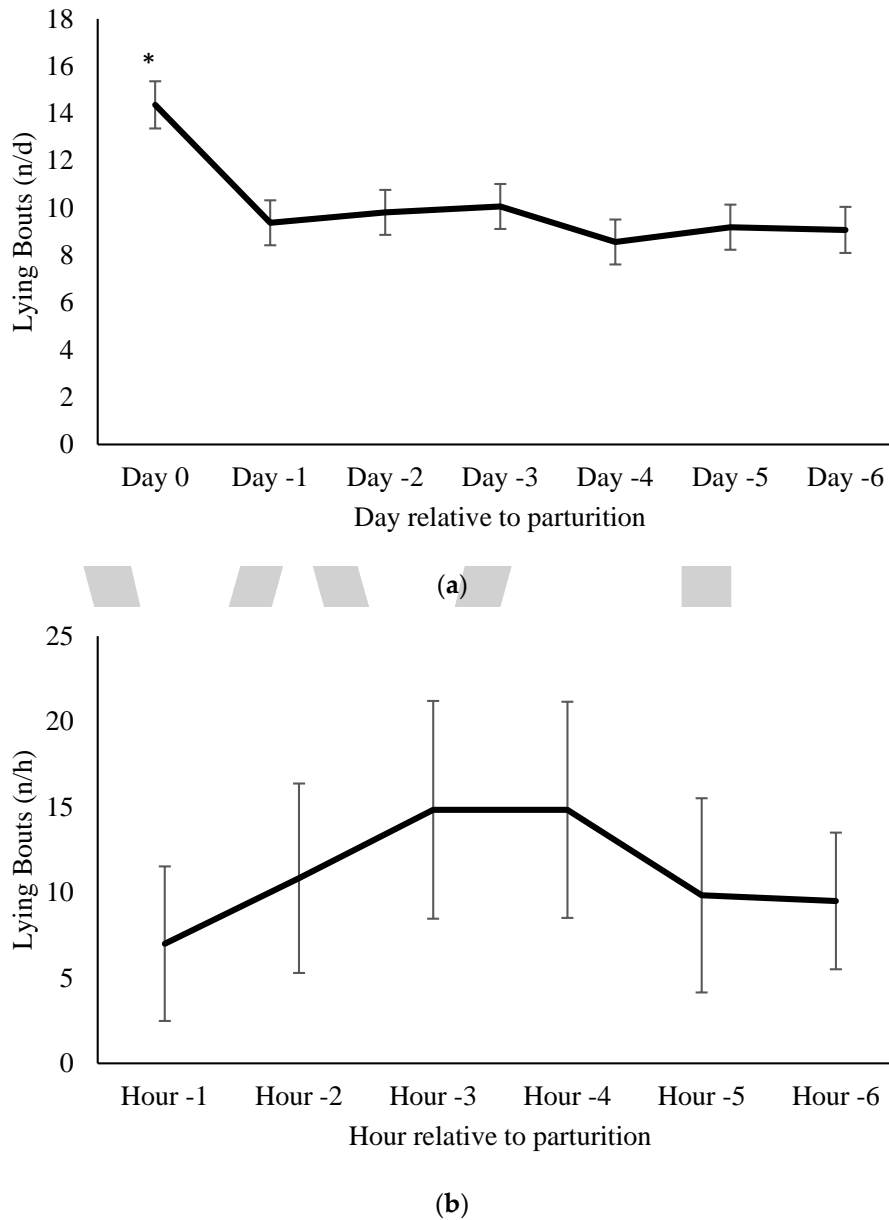 18
16
14
12
10
8
6
4
2
0
Lying Bouts (n/d)
*
Day 0 Day -1 Day -2 Day -3 Day -4 Day -5 Day -6
Day relative to parturition
(a)
25
20
15
10
5
0
Lying Bouts (n/h)
Hour -1 Hour -2 Hour -3 Hour -4 Hour -5 Hour -6
Hour relative to parturition
(b)